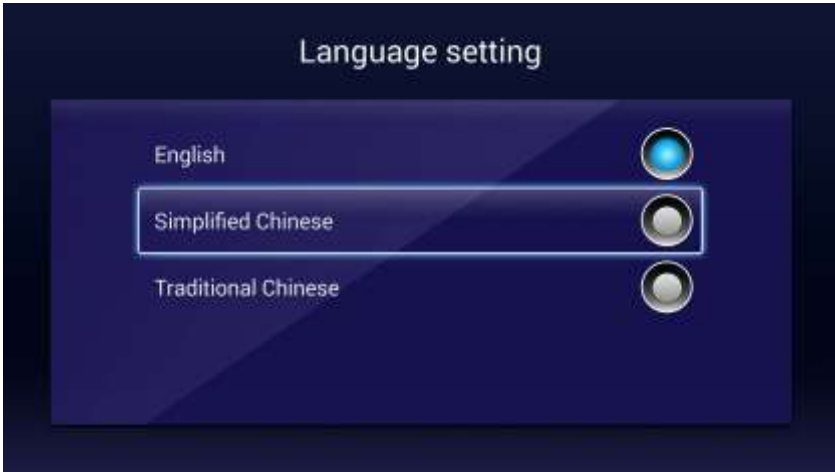 Language setting
English
Simplified Chinese
Traditional Chinese